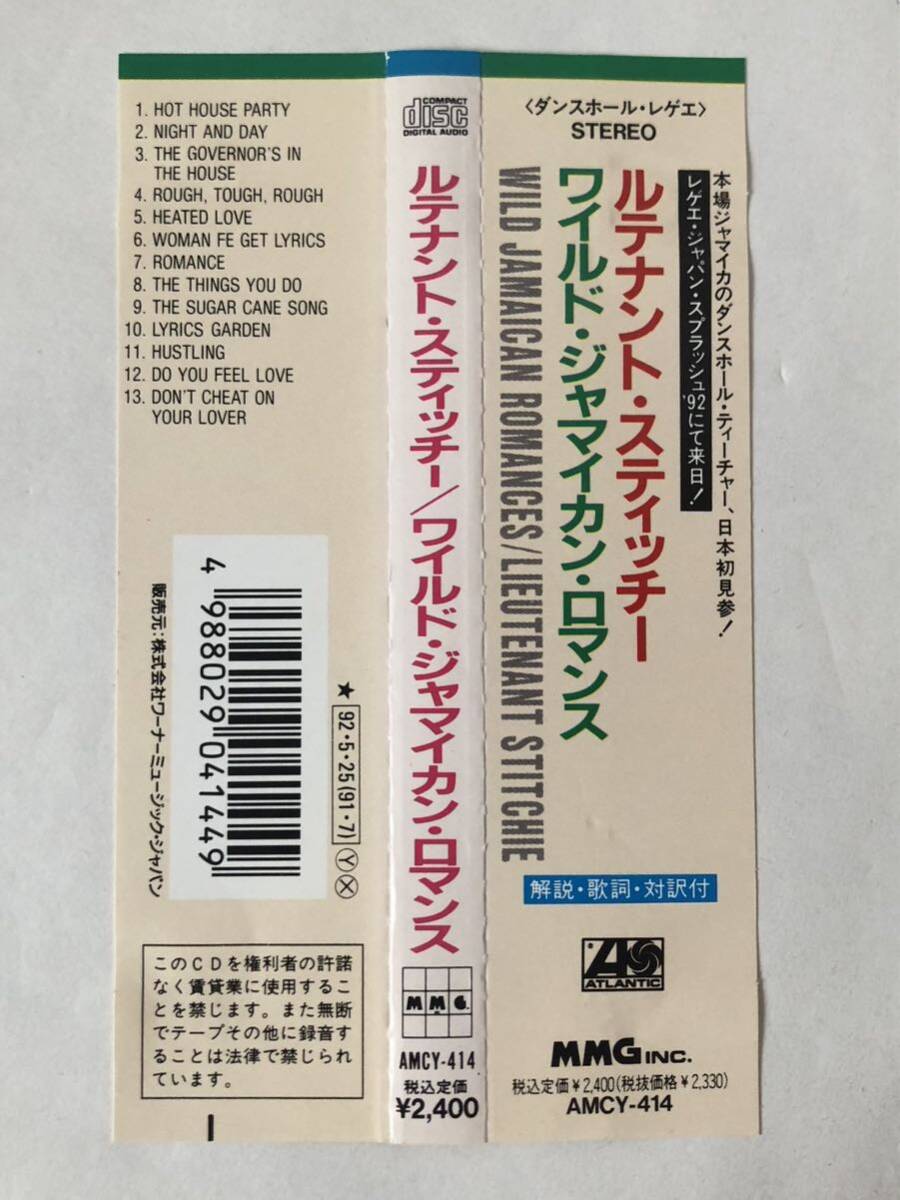 1. HOT HOUSE PARTY
2. NIGHT AND DAY
3. THE GOVERNOR'S IN
THE HOUSE
4. ROUGH, TOUGH, ROUGH
5. HEATED LOVE
6. WOMAN FE GET LYRICS
7. ROMANCE
8. THE THINGS YOU DO
9. THE SUGAR CANE SONG
10. LYRICS GARDEN
11. HUSTLING
12. DO YOU FEEL LOVE
13. DON'T CHEAT ON
YOUR LOVER
4 988029 041449
販売元:株式会社ワーナーミュージック・ジャパン
★ 92・5・25(91・7) Ⓨ Ⓧ
このCDを権利者の許諾
なく賃貸業に使用するこ
とを禁じます。また無断
でテープその他に録音す
ることは法律で禁じられ
ています。
COMPACT
disc
DIGITAL AUDIO
ルテナント・スティッチー/ワイルド・ジャマイカン・ロマンス
M M G
AMCY-414
税込定価
¥2,400
〈ダンスホール・レゲエ〉
STEREO
本場ジャマイカのダンスホール・ティーチャー、日本初見参!
レゲエ・ジャパン・スプラッシュ'92にて来日!
ルテナント・スティッチー
ワイルド・ジャマイカン・ロマンス
WILD JAMAICAN ROMANCES/LIEUTENANT STITCHIE
解説・歌詞・対訳付
ATLANTIC
MMG INC.
税込定価¥2,400(税抜価格¥2,330)
AMCY-414